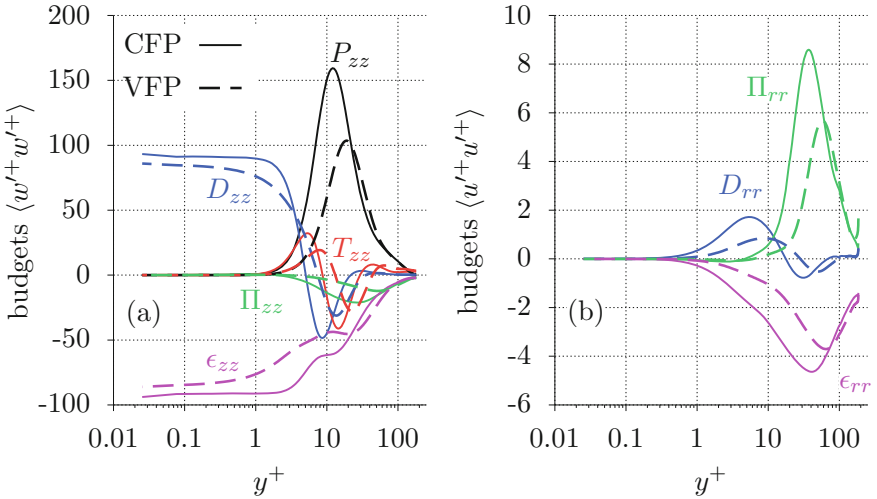 budgets ⟨w′⁺w′⁺⟩
200
150
100
50
0
-50
-100
CFP
VFP
P_zz
D_zz
T_zz
Π_zz
ϵ_zz
(a)
0.01 0.1 1 10 100
y⁺
budgets ⟨u′⁺u′⁺⟩
10
8
6
4
2
0
-2
-4
-6
Π_rr
D_rr
(b)
ϵ_rr
0.01 0.1 1 10 100
y⁺